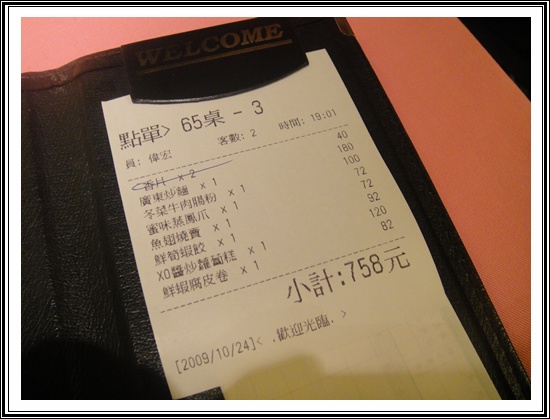 WELCOME
點單> 65桌 - 3
員: 偉宏 客數: 2 時間: 19:01
香片 x 2 40
廣東炒麵 x 1 180
冬菜牛肉腸粉 x 1 100
蜜味蒸鳳爪 x 1 72
魚翅燒賣 x 1 72
鮮筍蝦餃 x 1 92
XO醬炒蘿蔔糕 x 1 120
鮮蝦腐皮卷 x 1 82
小計:758元
[2009/10/24]< .歡迎光臨. >